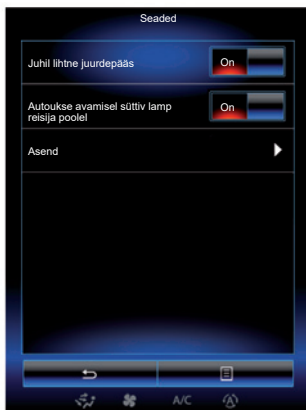 Seaded
Juhil lihtne juurdepääs
On
Autoukse avamisel süttiv lamp
reisija poolel
On
Asend
A/C